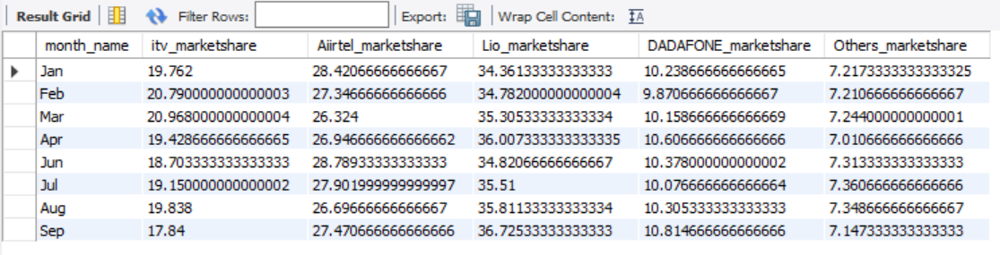 Result Grid Filter Rows: Export: Wrap Cell Content: IA
month_name itv_marketshare Aiirtel_marketshare Lio_marketshare DADAFONE_marketshare Others_marketshare
Jan 19.762 28.42066666666667 34.36133333333333 10.238666666666665 7.2173333333333325
Feb 20.790000000000003 27.34666666666666 34.782000000000004 9.870666666666667 7.210666666666667
Mar 20.968000000000004 26.324 35.30533333333334 10.158666666666669 7.244000000000001
Apr 19.428666666666665 26.946666666666662 36.007333333333335 10.606666666666666 7.010666666666666
Jun 18.703333333333333 28.78933333333333 34.82066666666667 10.378000000000002 7.313333333333333
Jul 19.150000000000002 27.901999999999997 35.51 10.076666666666664 7.360666666666666
Aug 19.838 26.69666666666667 35.81133333333334 10.305333333333333 7.348666666666667
Sep 17.84 27.470666666666666 36.72533333333333 10.814666666666666 7.147333333333333